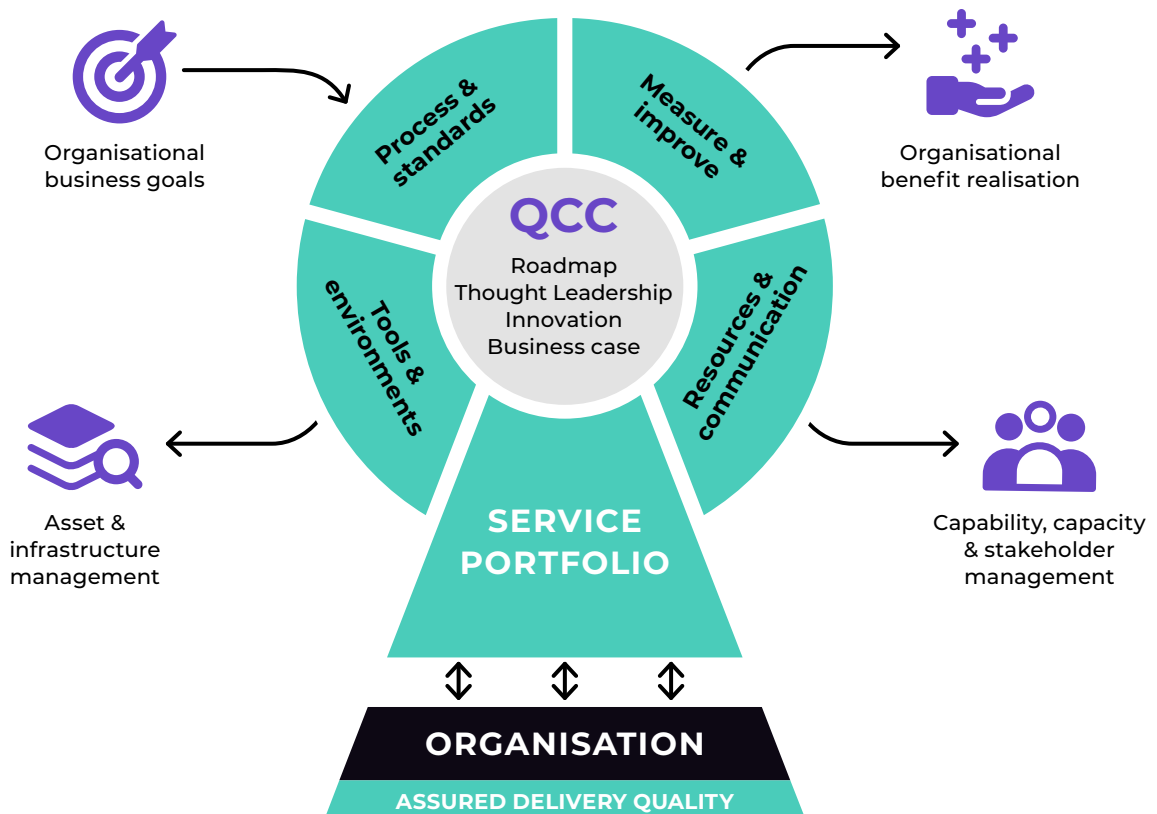 Organisational
business goals
Process &
standards
Measure &
improve
Organisational
benefit realisation
QCC
Roadmap
Thought Leadership
Innovation
Business case
Tools &
environments
Resources &
communication
Asset &
infrastructure
management
Capability, capacity
& stakeholder
management
SERVICE
PORTFOLIO
ORGANISATION
ASSURED DELIVERY QUALITY